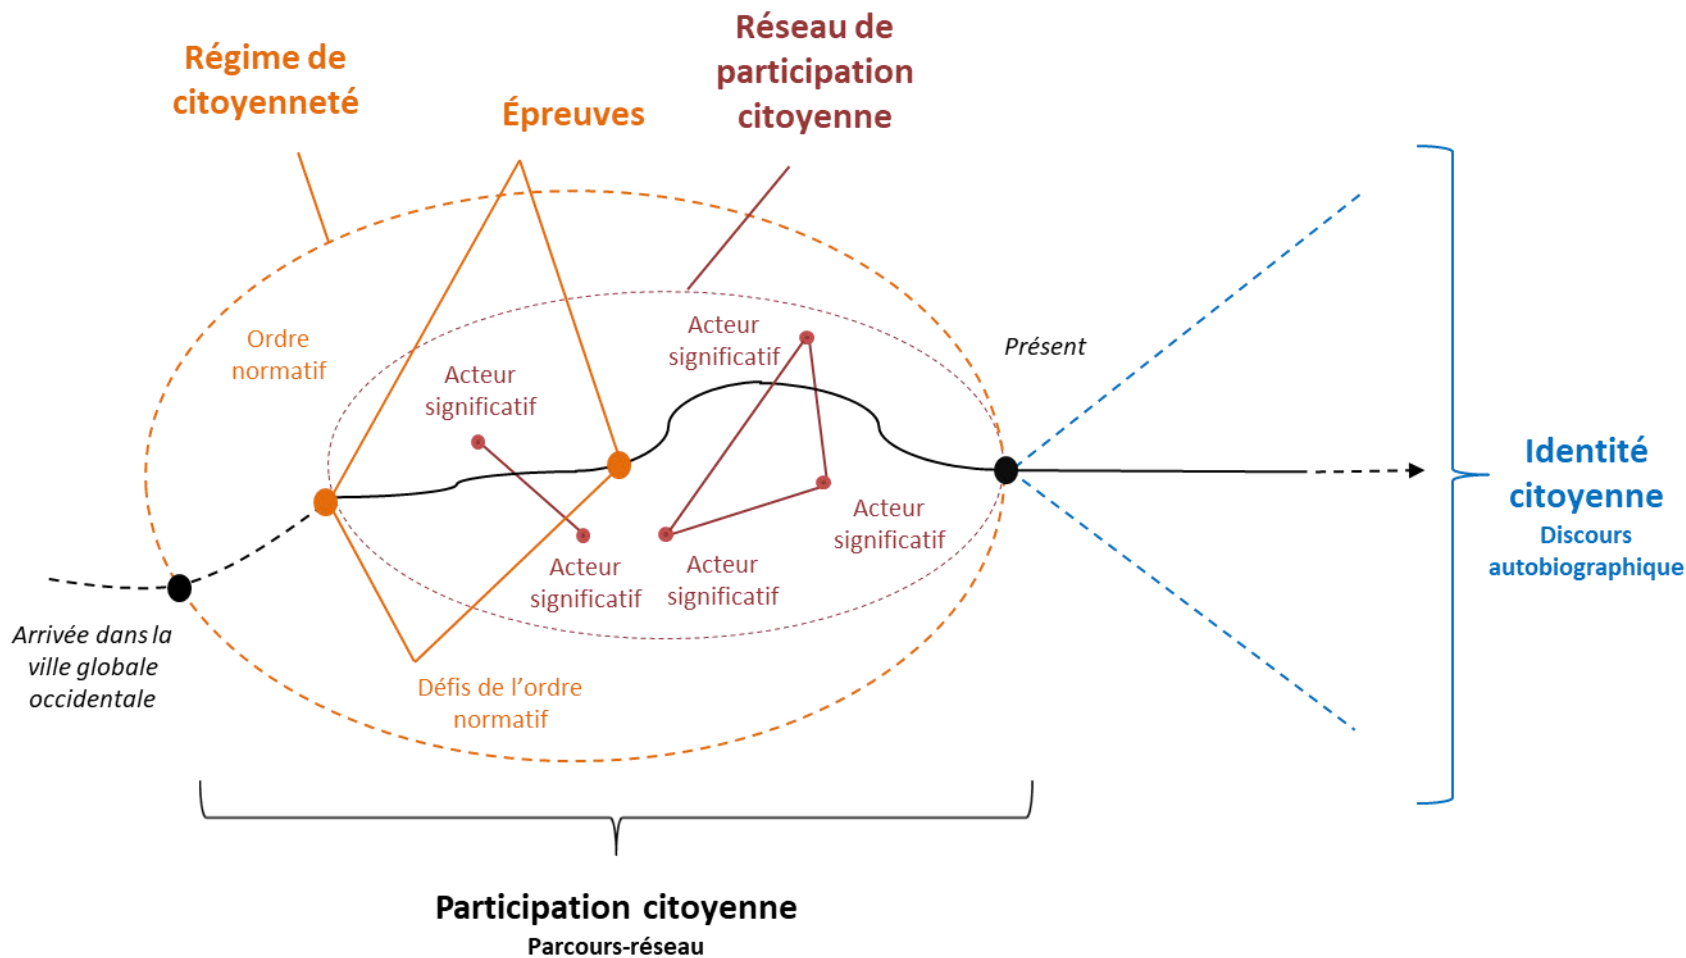 Régime de
citoyenneté
Épreuves
Réseau de
participation
citoyenne
Ordre
normatif
Acteur
significatif
Acteur
significatif
Présent
Acteur
significatif
Acteur
significatif
Acteur
significatif
Arrivée dans la
ville globale
occidentale
Défis de l’ordre
normatif
Identité
citoyenne
Discours
autobiographique
Participation citoyenne
Parcours-réseau